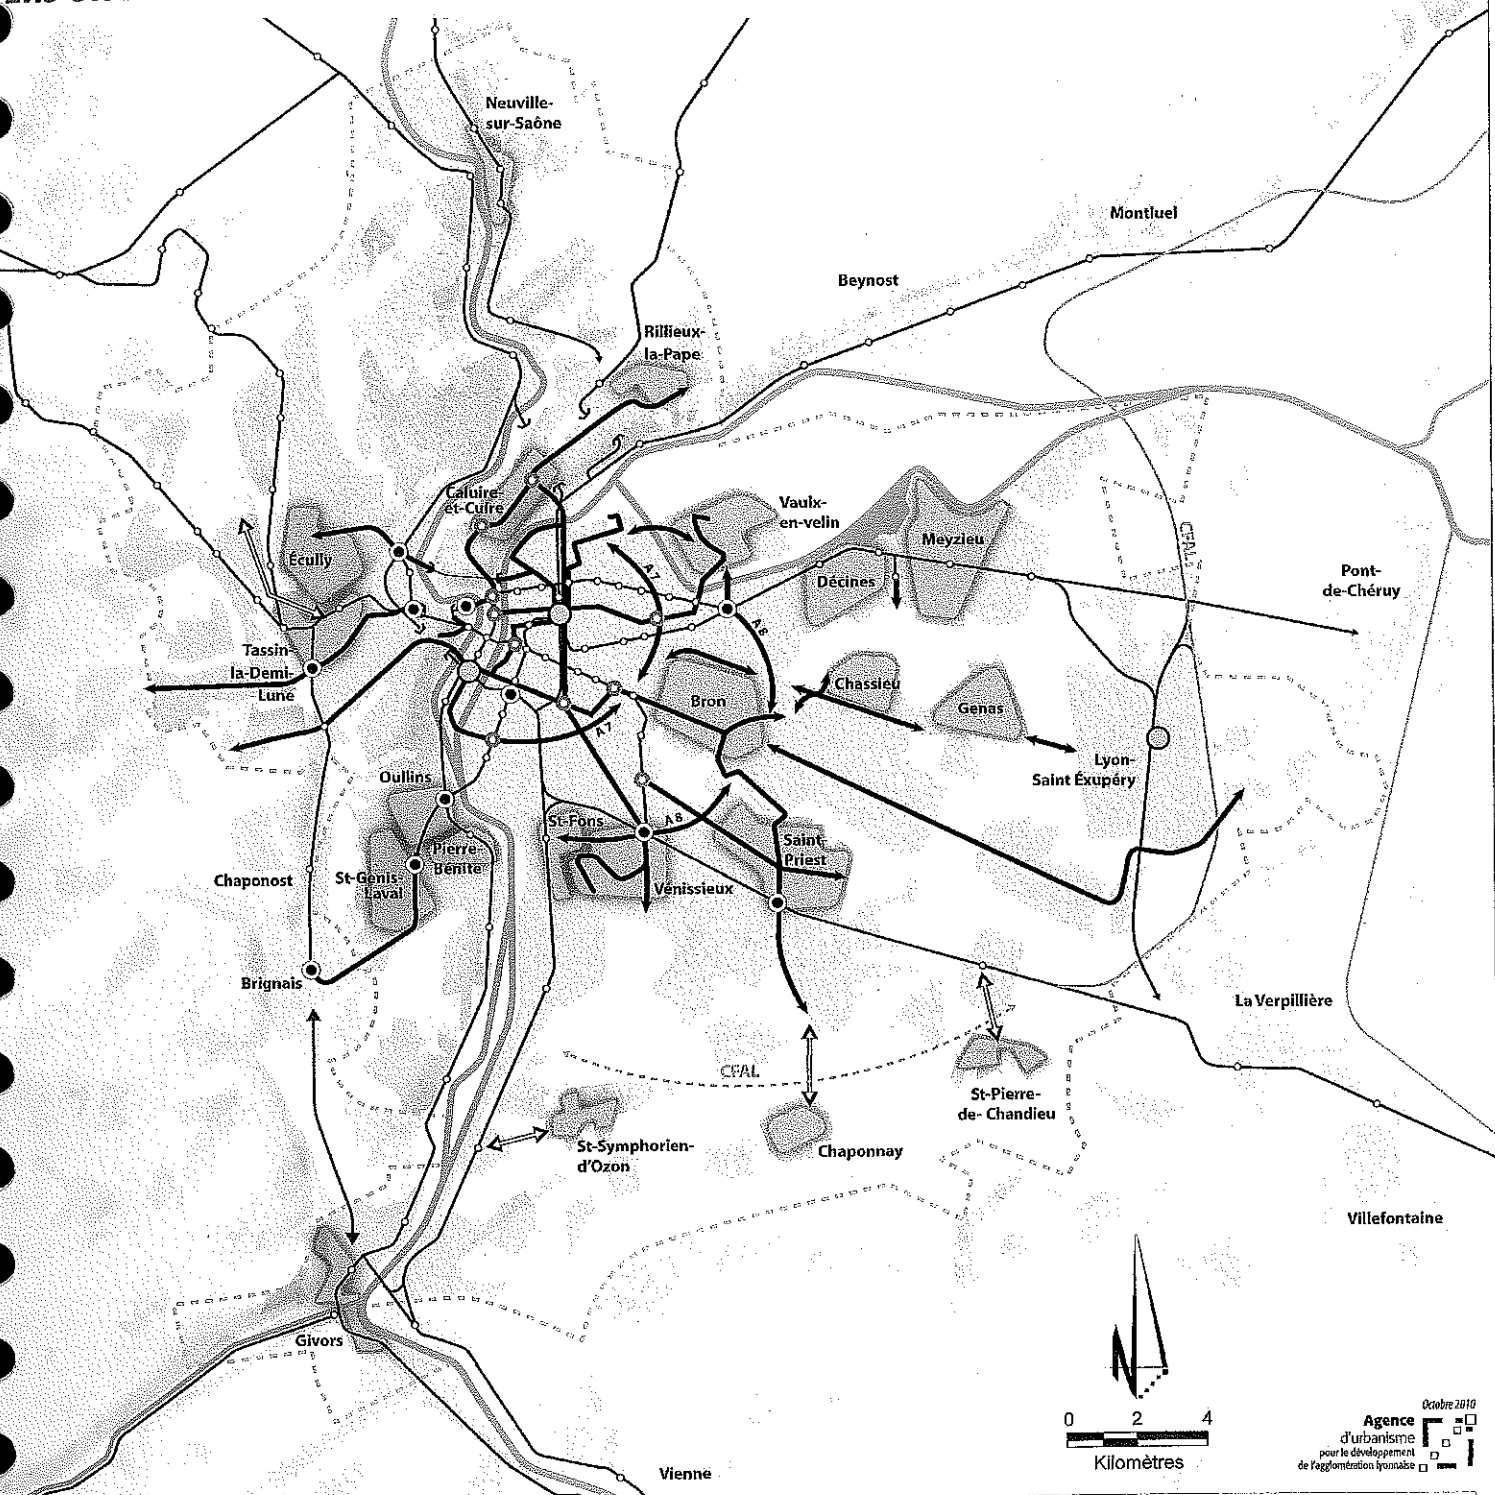 Neuville-
sur-Saône
Montluel
Beynost
Rillieux-
la-Pape
Caluire-
et-Cuire
Vaulx-
en-velin
Meyzieu
CFAL
Écully
Décines
Pont-
de-Chéruy
A7
A8
Tassin-
la-Demi-
Lune
Bron
Chassieu
Genas
A7
Lyon-
Saint Éxupéry
Oullins
St-Fons
A8
Saint-
Priest
Pierre-
Bénite
St-Genis-
Laval
Chaponost
Vénissieux
Brignais
La Verpillière
CFAL
St-Pierre-
de- Chandieu
St-Symphorien-
d'Ozon
Chaponnay
Villefontaine
Givors
Vienne
N
0 2 4
Kilomètres
Octobre 2010
Agence
d'urbanisme
pour le développement
de l'agglomération lyonnaise